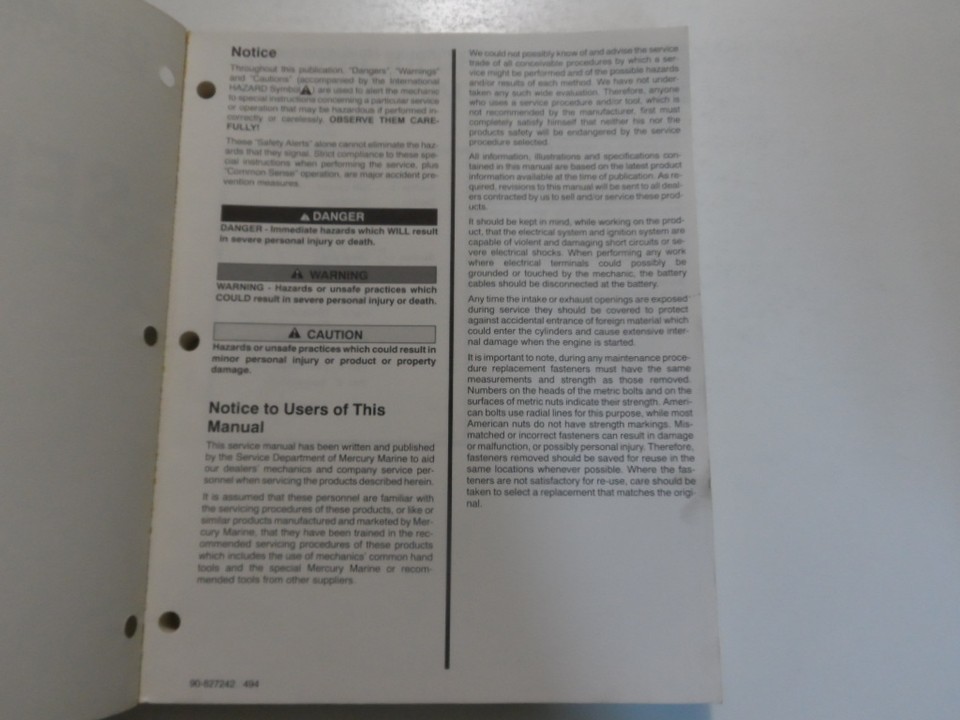 Notice
Throughout this publication, "Dangers", "Warnings"
and "Cautions" (accompanied by the International
HAZARD Symbol ⚠) are used to alert the mechanic
to special instructions concerning a particular service
or operation that may be hazardous if performed in-
correctly or carelessly. OBSERVE THEM CARE-
FULLY!
These "Safety Alerts" alone cannot eliminate the haz-
ards that they signal. Strict compliance to these spe-
cial instructions when performing the service, plus
"Common Sense" operation, are major accident pre-
vention measures.
⚠ DANGER
DANGER - Immediate hazards which WILL result
in severe personal injury or death.
⚠ WARNING
WARNING - Hazards or unsafe practices which
COULD result in severe personal injury or death.
⚠ CAUTION
Hazards or unsafe practices which could result in
minor personal injury or product or property
damage.
Notice to Users of This
Manual
This service manual has been written and published
by the Service Department of Mercury Marine to aid
our dealers' mechanics and company service per-
sonnel when servicing the products described herein.
It is assumed that these personnel are familiar with
the servicing procedures of these products, or like or
similar products manufactured and marketed by Mer-
cury Marine, that they have been trained in the rec-
ommended servicing procedures of these products
which includes the use of mechanics' common hand
tools and the special Mercury Marine or recom-
mended tools from other suppliers.
We could not possibly know of and advise the service
trade of all conceivable procedures by which a ser-
vice might be performed and of the possible hazards
and/or results of each method. We have not under-
taken any such wide evaluation. Therefore, anyone
who uses a service procedure and/or tool, which is
not recommended by the manufacturer, first must
completely satisfy himself that neither his nor the
products safety will be endangered by the service
procedure selected.
All information, illustrations and specifications con-
tained in this manual are based on the latest product
information available at the time of publication. As re-
quired, revisions to this manual will be sent to all deal-
ers contracted by us to sell and/or service these prod-
ucts.
It should be kept in mind, while working on the prod-
uct, that the electrical system and ignition system are
capable of violent and damaging short circuits or se-
vere electrical shocks. When performing any work
where electrical terminals could possibly be
grounded or touched by the mechanic, the battery
cables should be disconnected at the battery.
Any time the intake or exhaust openings are exposed
during service they should be covered to protect
against accidental entrance of foreign material which
could enter the cylinders and cause extensive inter-
nal damage when the engine is started.
It is important to note, during any maintenance proce-
dure replacement fasteners must have the same
measurements and strength as those removed.
Numbers on the heads of the metric bolts and on the
surfaces of metric nuts indicate their strength. Ameri-
can bolts use radial lines for this purpose, while most
American nuts do not have strength markings. Mis-
matched or incorrect fasteners can result in damage
or malfunction, or possibly personal injury. Therefore,
fasteners removed should be saved for reuse in the
same locations whenever possible. Where the fas-
teners are not satisfactory for re-use, care should be
taken to select a replacement that matches the origi-
nal.
90-827242 494